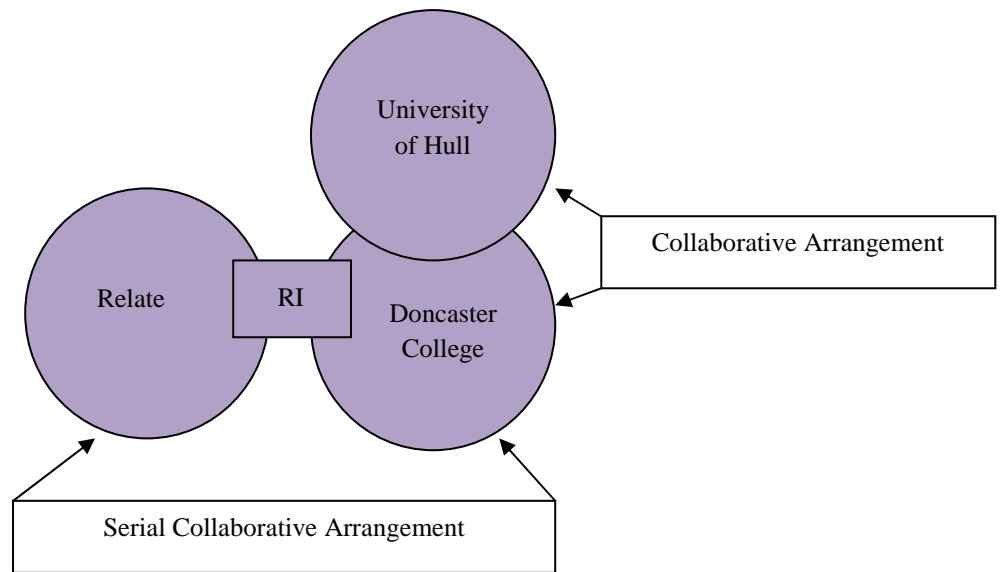 University
of Hull
Collaborative Arrangement
Relate
RI
Doncaster
College
Serial Collaborative Arrangement